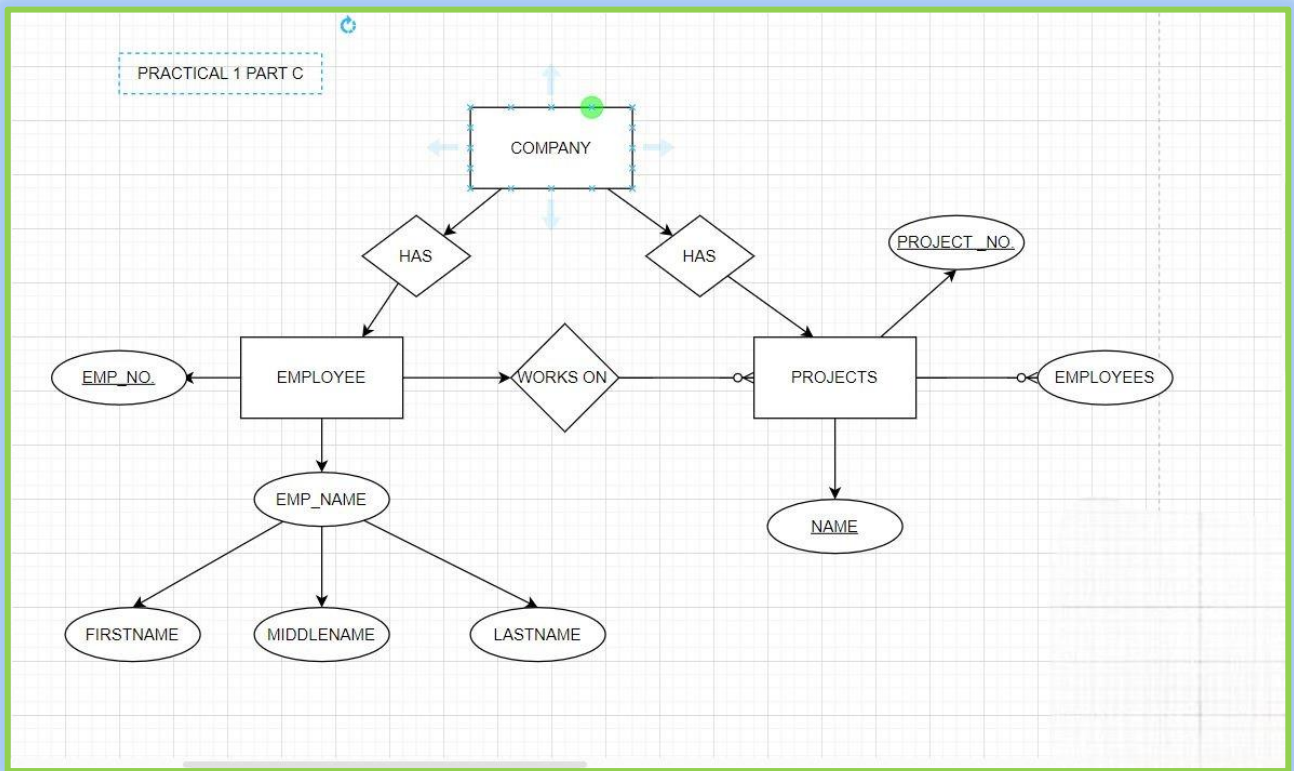 PRACTICAL 1 PART C
COMPANY
HAS
HAS
PROJECT _NO.
EMP_NO.
EMPLOYEE
WORKS ON
PROJECTS
EMPLOYEES
EMP_NAME
NAME
FIRSTNAME
MIDDLENAME
LASTNAME